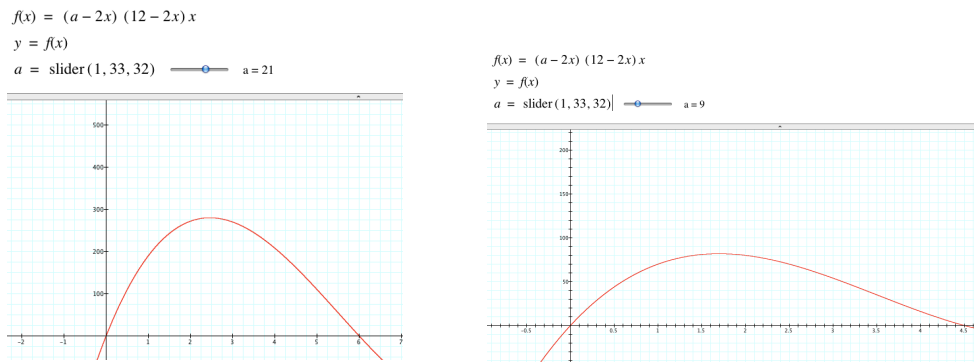 f(x) = (a − 2x) (12 − 2x) x
y = f(x)
a = slider (1, 33, 32) a = 21
500
400
300
200
100
-2 -1 1 2 3 4 5 6 7
f(x) = (a − 2x) (12 − 2x) x
y = f(x)
a = slider (1, 33, 32) a = 9
200
150
100
50
-0.5 0.5 1 1.5 2 2.5 3 3.5 4 4.5